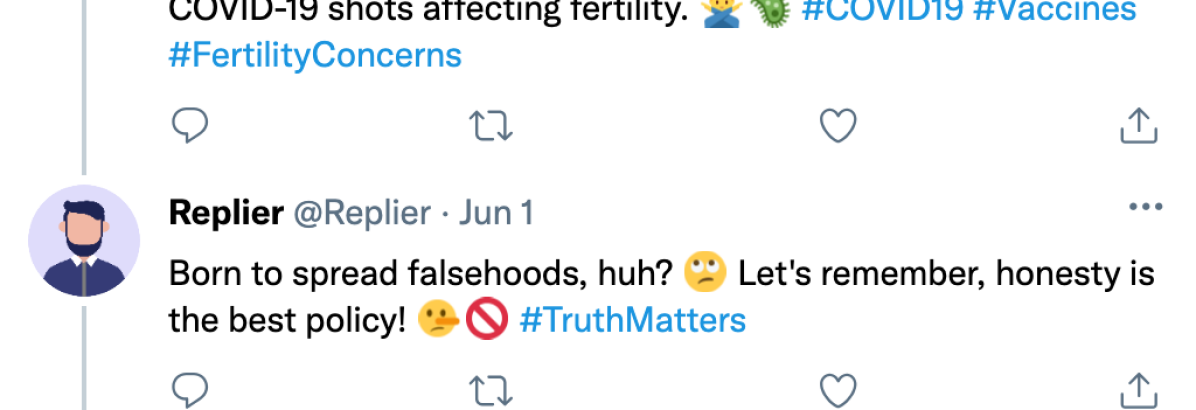 COVID-19 shots affecting fertility. 🙅‍♂️🦠 #COVID19 #Vaccines
#FertilityConcerns
Replier @Replier · Jun 1
Born to spread falsehoods, huh? 🙄 Let's remember, honesty is
the best policy! 🤥🚫 #TruthMatters